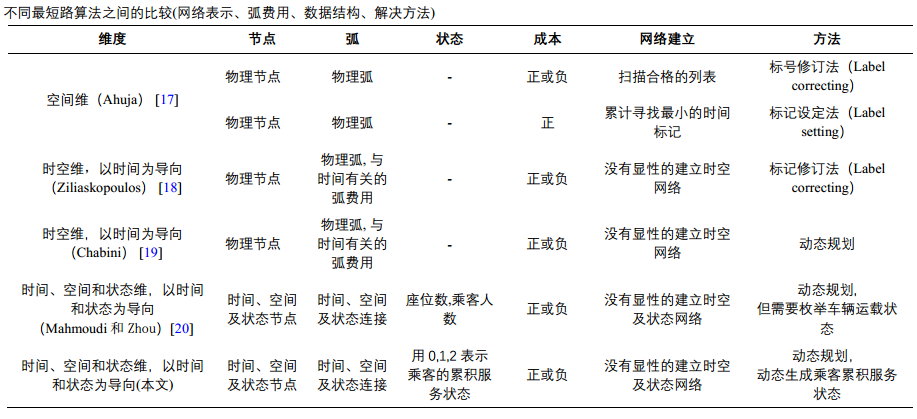 不同最短路算法之间的比较(网络表示、弧费用、数据结构、解决方法)
维度 节点 弧 状态 成本 网络建立 方法
空间维（Ahuja）[17]
物理节点 物理弧 - 正或负 扫描合格的列表 标号修订法（Label
correcting）
物理节点 物理弧 - 正 累计寻找最小的时间
标记 标记设定法（Label
setting）
时空维，以时间为导向
（Ziliaskopoulos）[18]
物理节点
物理弧, 与
时间有关的
弧费用
-
正或负
没有显性的建立时空
网络
标记修订法（Label
correcting）
时空维，以时间为导向
（Chabini）[19]
物理节点
物理弧, 与
时间有关的
弧费用
-
正或负
没有显性的建立时空
网络
动态规划
时间、空间和状态维，以时间
和状态为导向
（Mahmoudi 和 Zhou）[20]
时间、空间
及状态节点
时间、空间
及状态连接
座位数,乘客人
数
正或负
没有显性的建立时空
及状态网络
动态规划，
但需要枚举车辆运载状
态
时间、空间和状态维，以时间
和状态为导向(本文)
时间、空间
及状态节点
时间、空间
及状态连接
用 0,1,2 表示
乘客的累积服
务状态
正或负
没有显性的建立时空
及状态网络
动态规划，
动态生成乘客累积服务
状态